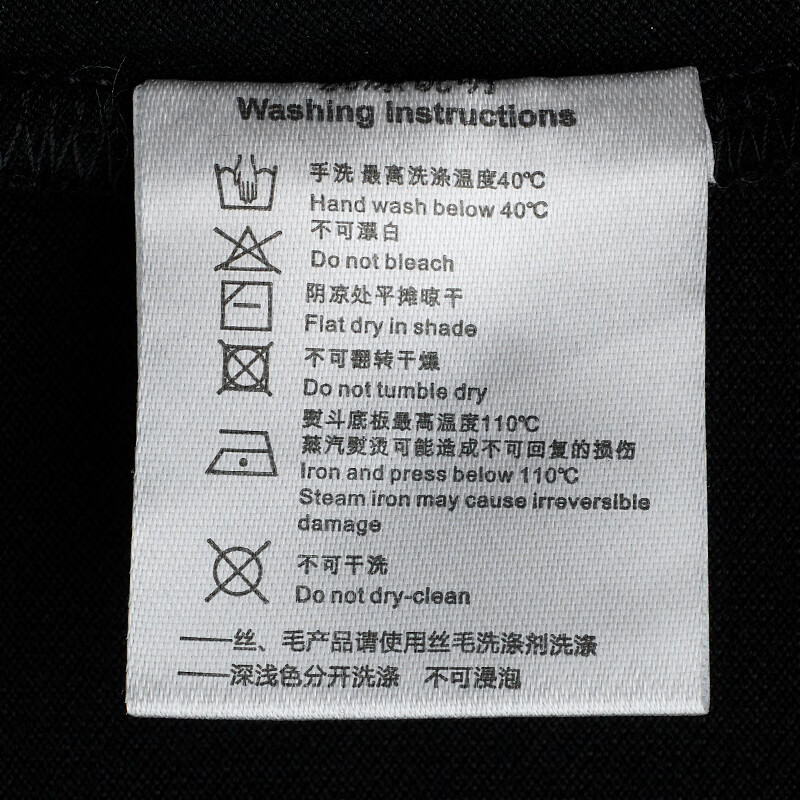 Washing Instructions
手洗 最高洗涤温度40℃
Hand wash below 40℃
不可漂白
Do not bleach
阴凉处平摊晾干
Flat dry in shade
不可翻转干燥
Do not tumble dry
熨斗底板最高温度110℃
蒸汽熨烫可能造成不可回复的损伤
Iron and press below 110℃
Steam iron may cause irreversible
damage
不可干洗
Do not dry-clean
——丝、毛产品请使用丝毛洗涤剂洗涤
——深浅色分开洗涤 不可浸泡